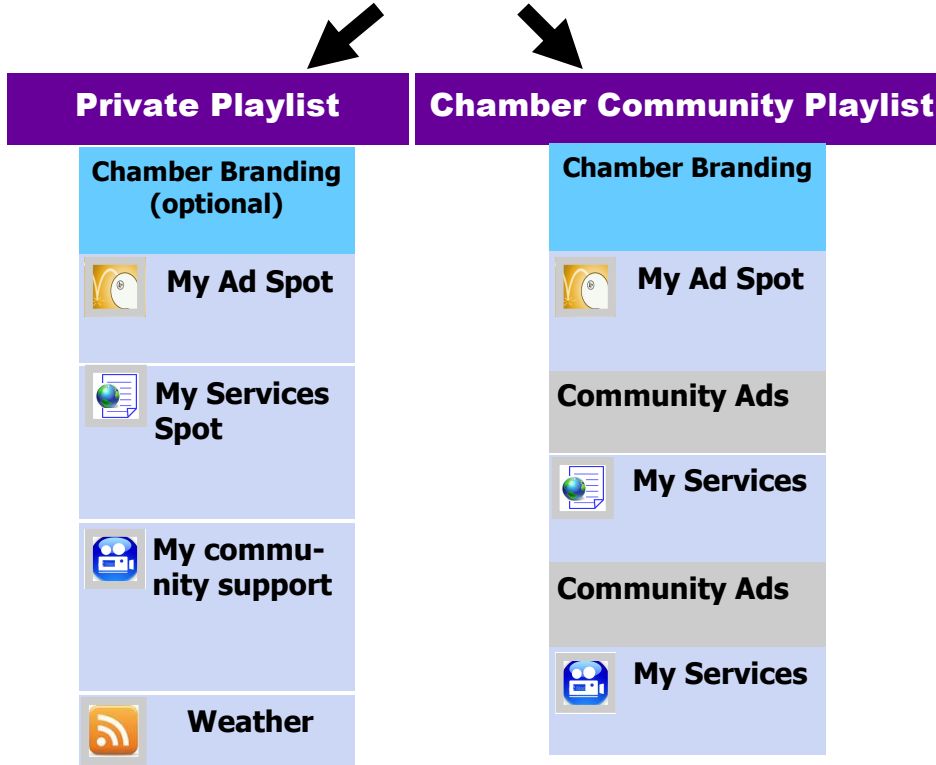 Private Playlist
Chamber Branding
(optional)
My Ad Spot
My Services
Spot
My commu-
nity support
Weather
Chamber Community Playlist
Chamber Branding
My Ad Spot
Community Ads
My Services
Community Ads
My Services